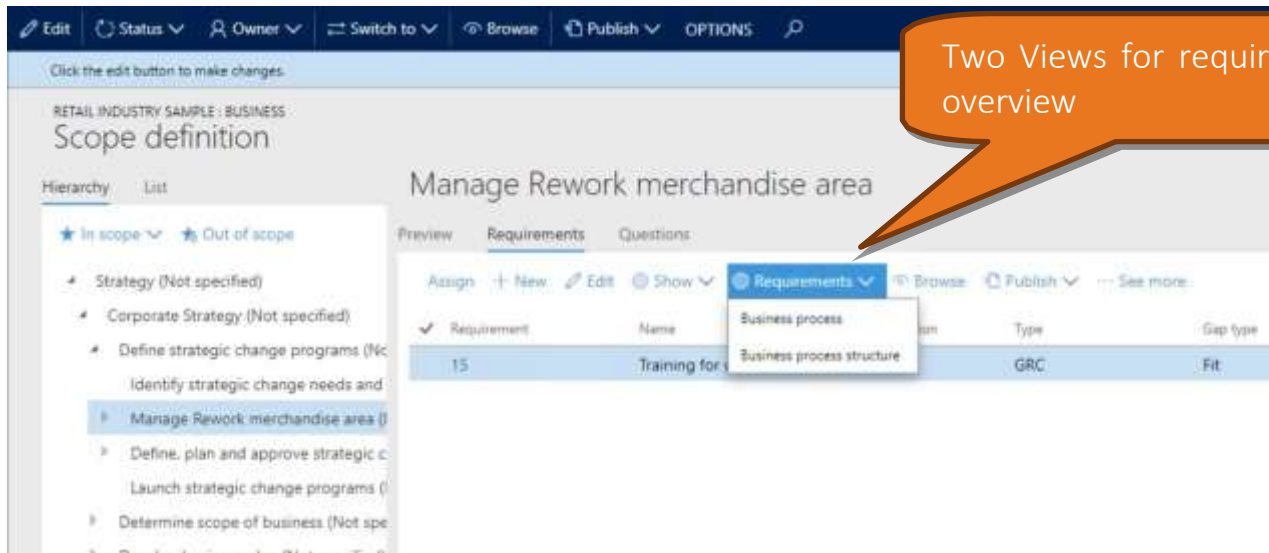 Edit Status Owner Switch to Browse Publish OPTIONS
Two Views for requir
overview
Click the edit button to make changes.
RETAIL INDUSTRY SAMPLE : BUSINESS
Scope definition
Hierarchy List
Manage Rework merchandise area
In scope Out of scope
Preview Requirements Questions
Strategy (Not specified)
Assign + New Edit Show Requirements Browse Publish ··· See more
Corporate Strategy (Not specified)
Requirement Name Type Gap type
Business process
Business process structure
Define strategic change programs (No
15 Training for GRC Fit
Identify strategic change needs and
Manage Rework merchandise area (
Define, plan and approve strategic c
Launch strategic change programs (
Determine scope of business (Not spe